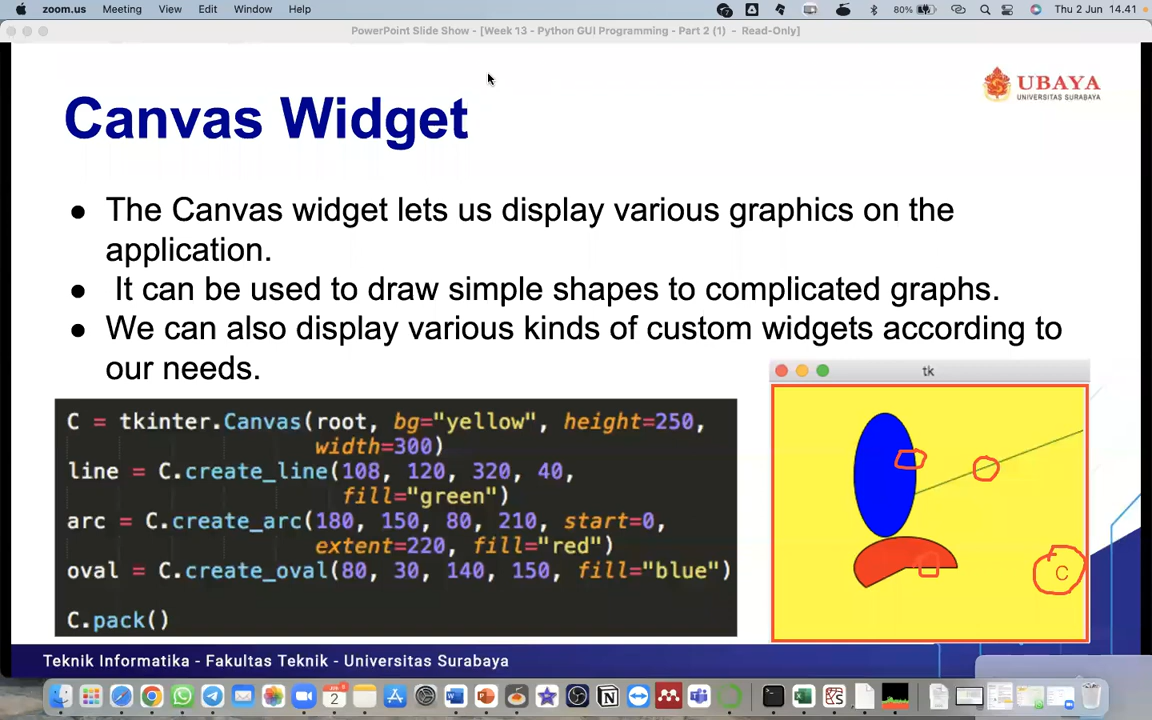 zoom.us Meeting View Edit Window Help 80% Thu 2 Jun 14.41
PowerPoint Slide Show - [Week 13 - Python GUI Programming - Part 2 (1) - Read-Only]
UBAYA
UNIVERSITAS SURABAYA
Canvas Widget
● The Canvas widget lets us display various graphics on the
application.
● It can be used to draw simple shapes to complicated graphs.
● We can also display various kinds of custom widgets according to
our needs.
C = tkinter.Canvas(root, bg="yellow", height=250,
width=300)
line = C.create_line(108, 120, 320, 40,
fill="green")
arc = C.create_arc(180, 150, 80, 210, start=0,
extent=220, fill="red")
oval = C.create_oval(80, 30, 140, 150, fill="blue")
C.pack()
tk
C
Teknik Informatika - Fakultas Teknik - Universitas Surabaya